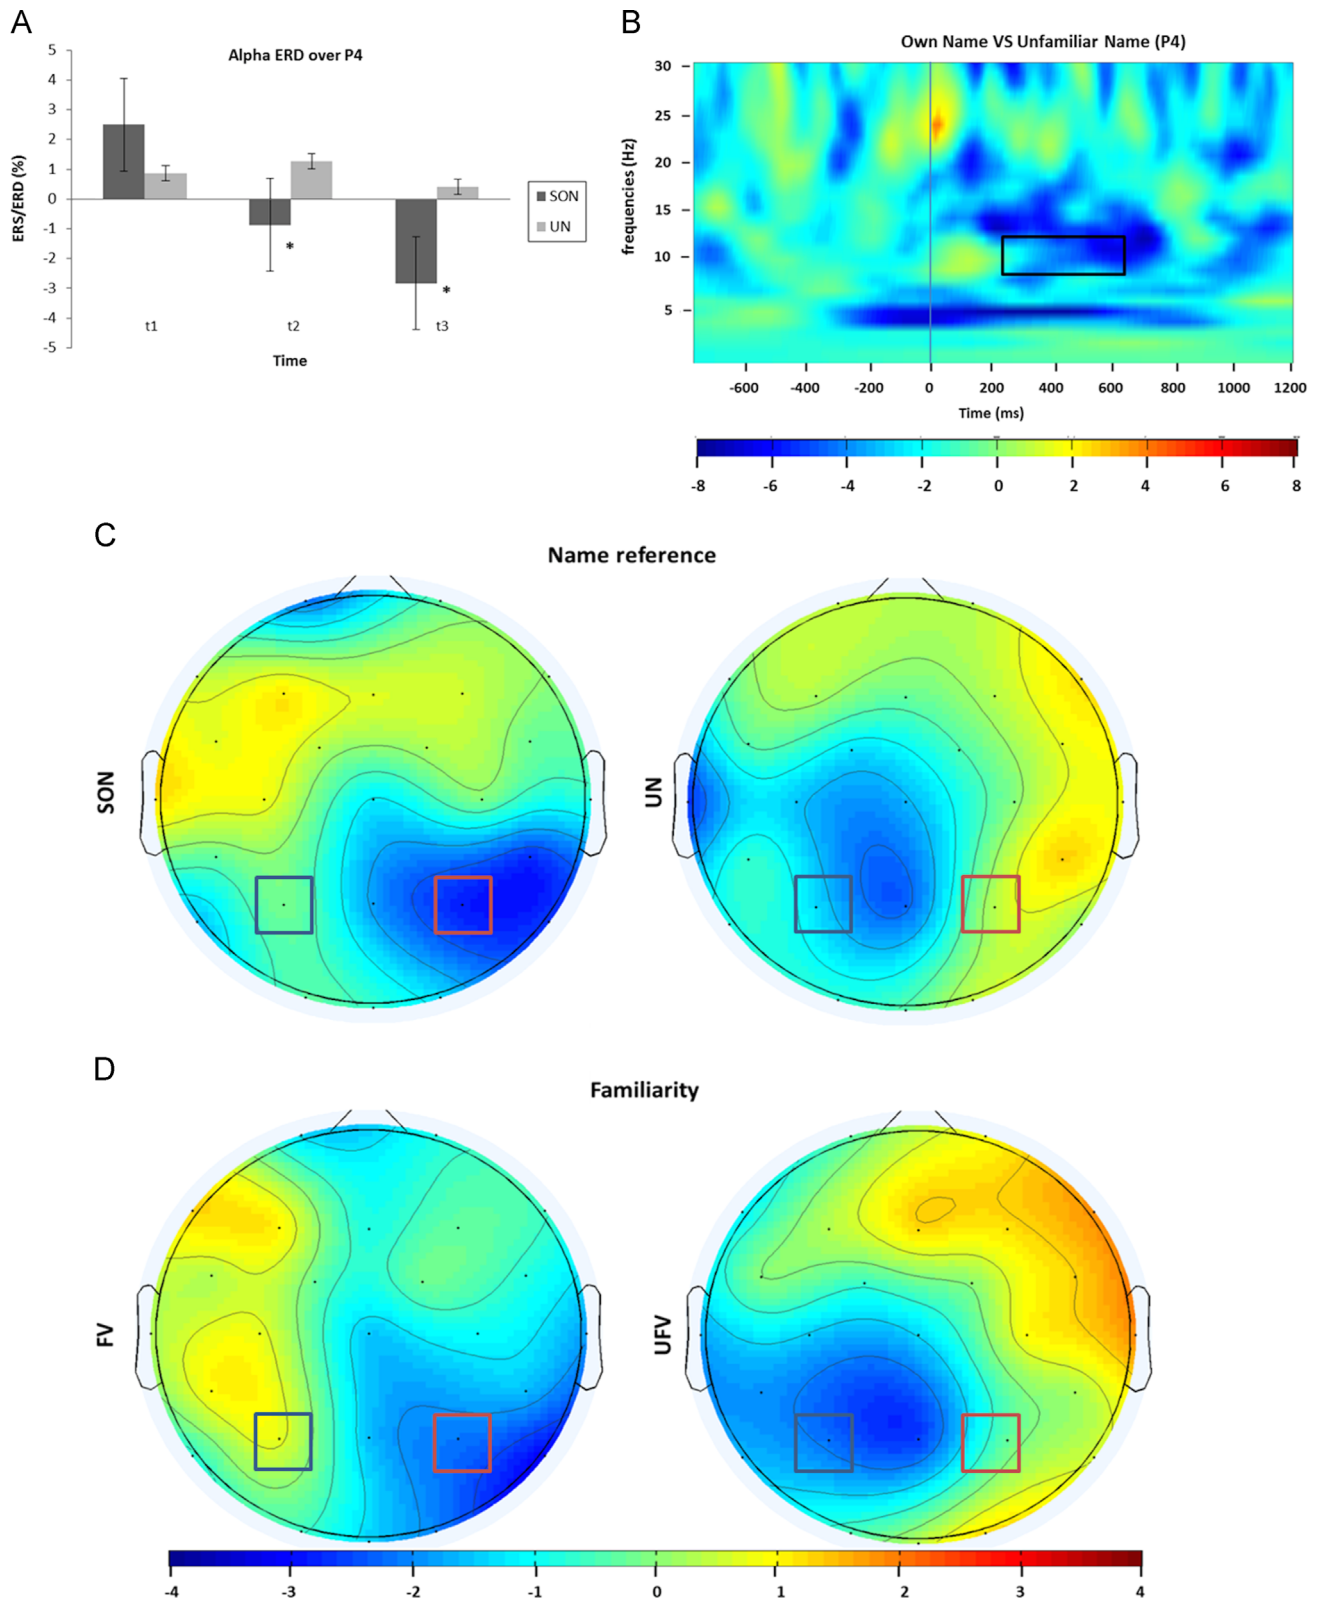 A
Alpha ERD over P4
5
4
3
2
1
0
-1
-2
-3
-4
-5
ERS/ERD (%)
*
*
t1 t2 t3
Time
SON
UN
B
Own Name VS Unfamiliar Name (P4)
30
25
20
15
10
5
frequencies (Hz)
-600 -400 -200 0 200 400 600 800 1000 1200
Time (ms)
-8 -6 -4 -2 0 2 4 6 8
C
Name reference
SON
UN
D
Familiarity
FV
UFV
-4 -3 -2 -1 0 1 2 3 4